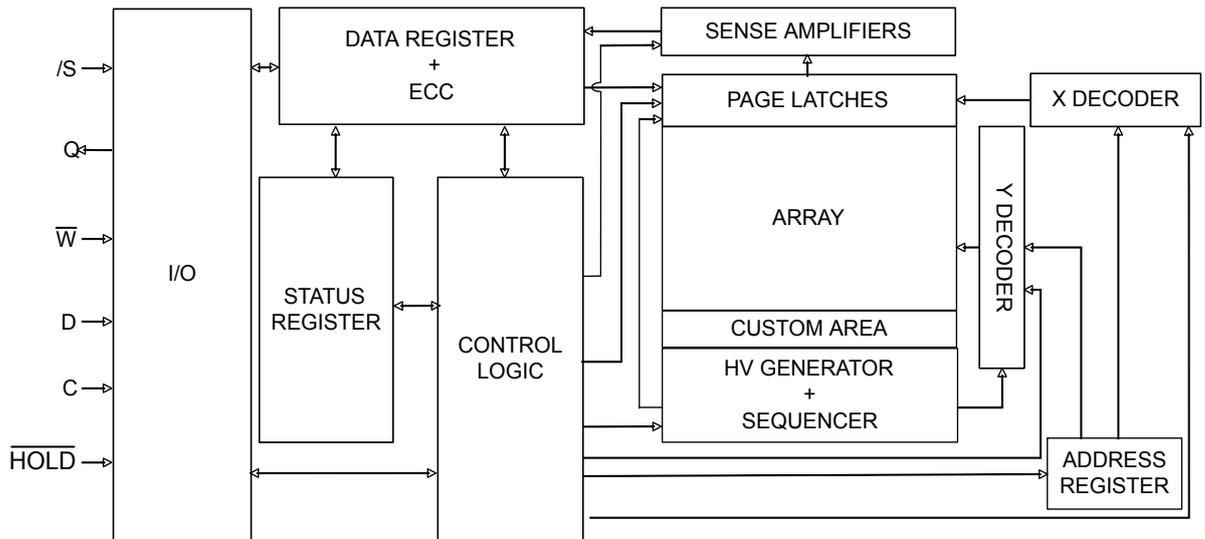 /S
Q
W
D
C
HOLD
I/O
DATA REGISTER
+
ECC
STATUS
REGISTER
CONTROL
LOGIC
SENSE AMPLIFIERS
PAGE LATCHES
ARRAY
CUSTOM AREA
HV GENERATOR
+
SEQUENCER
Y DECODER
X DECODER
ADDRESS
REGISTER